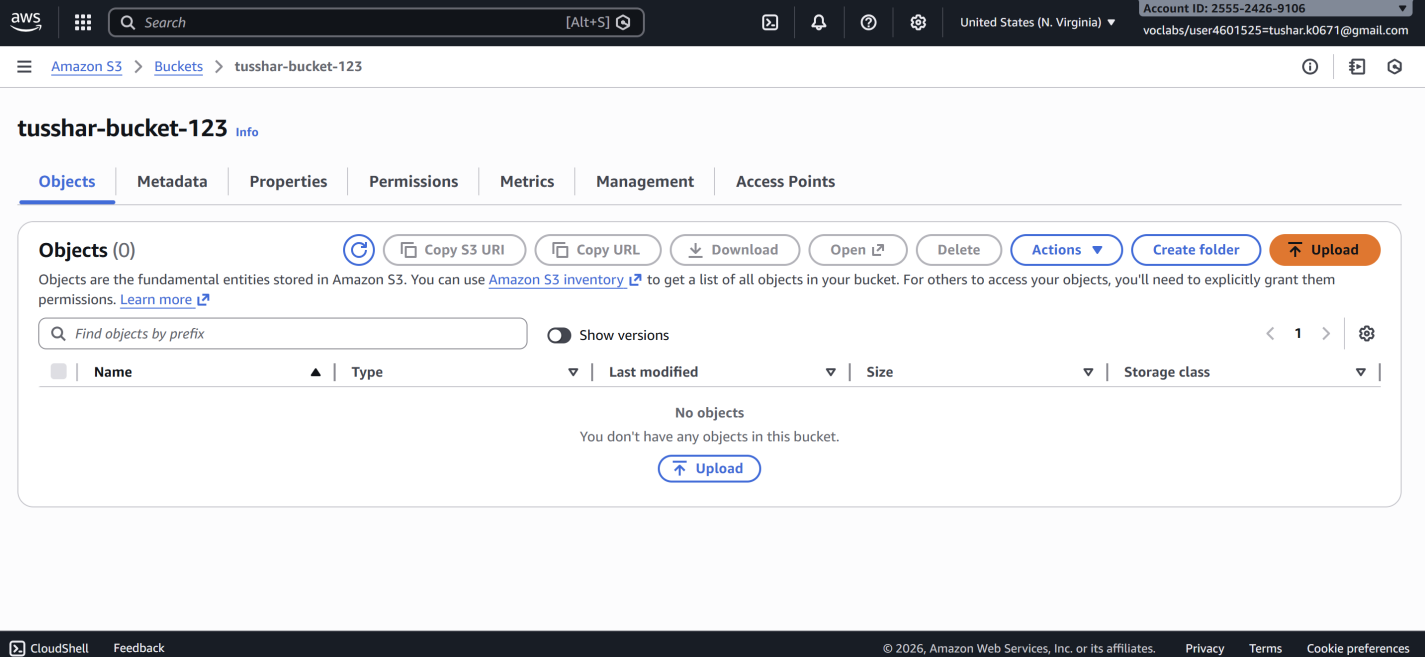 aws
Search [Alt+S] United States (N. Virginia) Account ID: 2555-2426-9106
voclabs/user4601525=tushar.k0671@gmail.com
Amazon S3 Buckets tusshar-bucket-123
tusshar-bucket-123 Info
Objects Metadata Properties Permissions Metrics Management Access Points
Objects (0) Copy S3 URI Copy URL Download Open Delete Actions Create folder Upload
Objects are the fundamental entities stored in Amazon S3. You can use Amazon S3 inventory to get a list of all objects in your bucket. For others to access your objects, you'll need to explicitly grant them
permissions. Learn more
Find objects by prefix Show versions 1
Name Type Last modified Size Storage class
No objects
You don't have any objects in this bucket.
Upload
CloudShell Feedback © 2026, Amazon Web Services, Inc. or its affiliates. Privacy Terms Cookie preferences